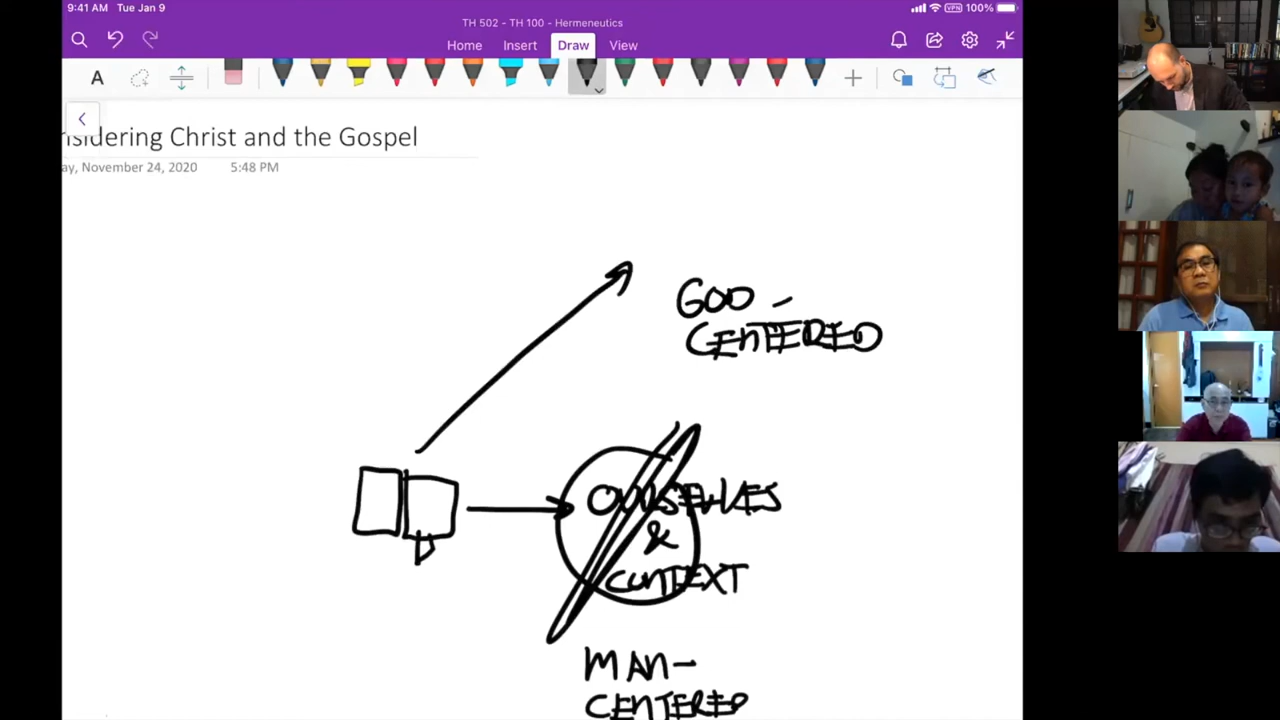 9:41 AM Tue Jan 9
VPN 100%
TH 502 - TH 100 - Hermeneutics
Home Insert Draw View
A
nsidering Christ and the Gospel
ay, November 24, 2020 5:48 PM
GOD -
CENTERED
OURSELVES
&
CONTEXT
MAN-
CENTERED